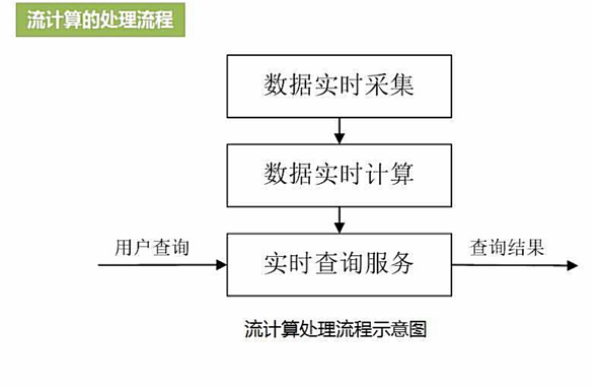 流计算的处理流程
数据实时采集
数据实时计算
用户查询
实时查询服务
查询结果
流计算处理流程示意图